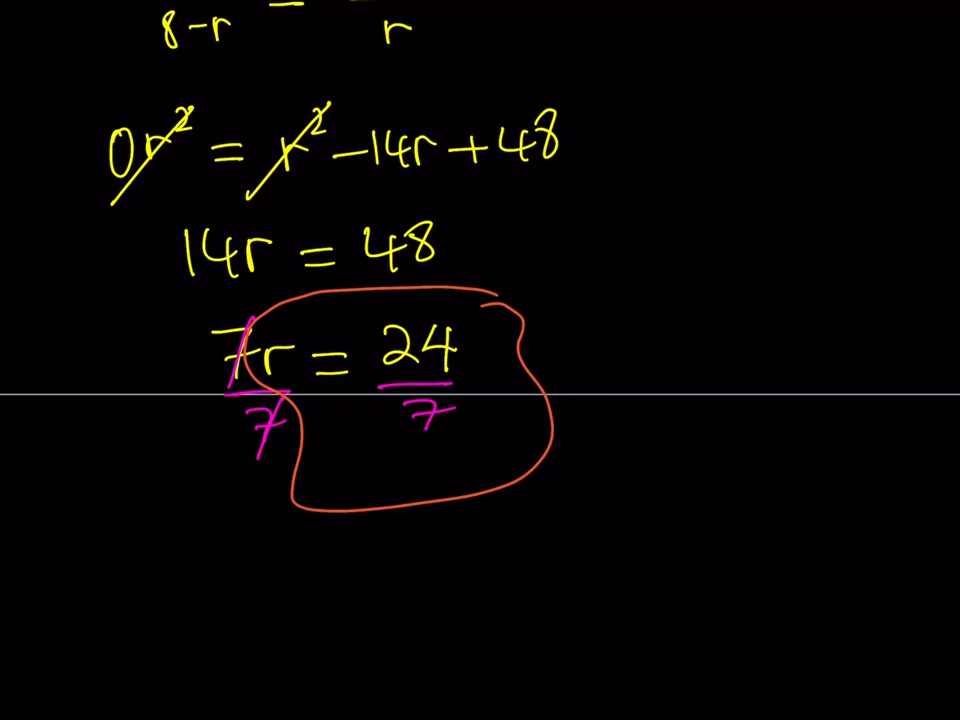 8-r = r
0r² = r² -14r +48
14r = 48
7r = 24
7 7